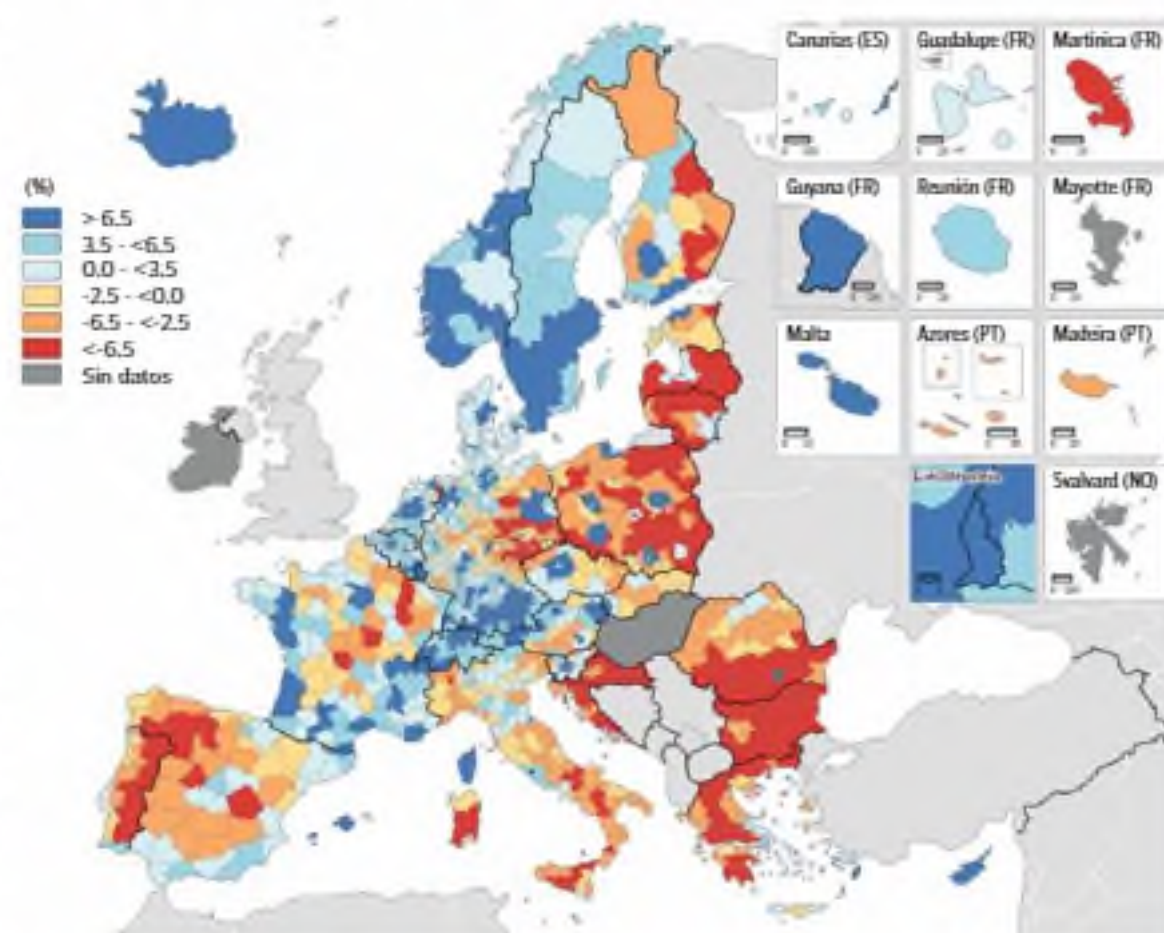 (%)
> 6.5
3.5 - <6.5
0.0 - <3.5
-2.5 - <0.0
-6.5 - <-2.5
<-6.5
Sin datos
Canarias (ES)
Guadalupe (FR)
Martinica (FR)
Guyana (FR)
Reunión (FR)
Mayotte (FR)
Malta
Azores (PT)
Madeira (PT)
Svalvard (NO)